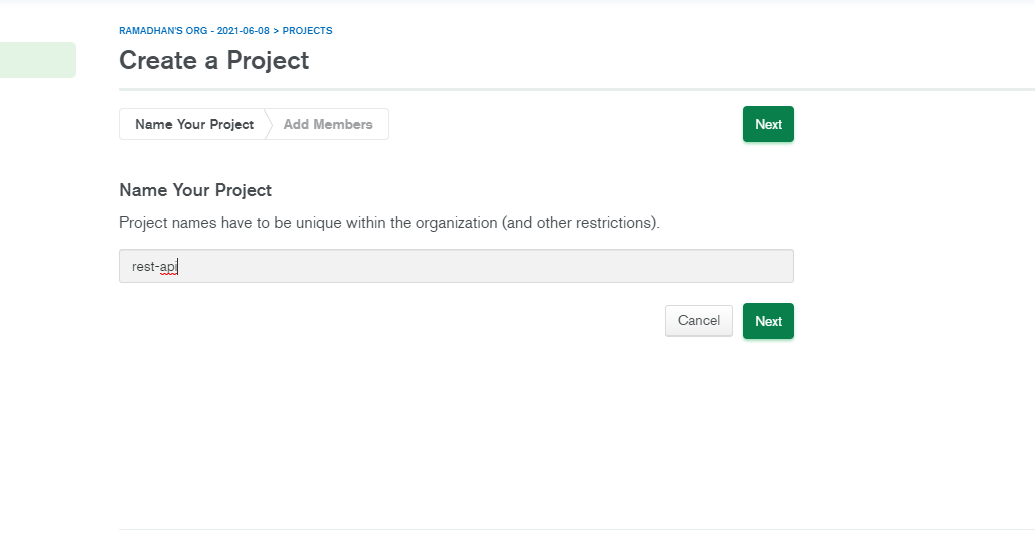 RAMADHAN'S ORG - 2021-06-08 > PROJECTS
Create a Project
Name Your Project Add Members Next
Name Your Project
Project names have to be unique within the organization (and other restrictions).
rest-api
Cancel Next